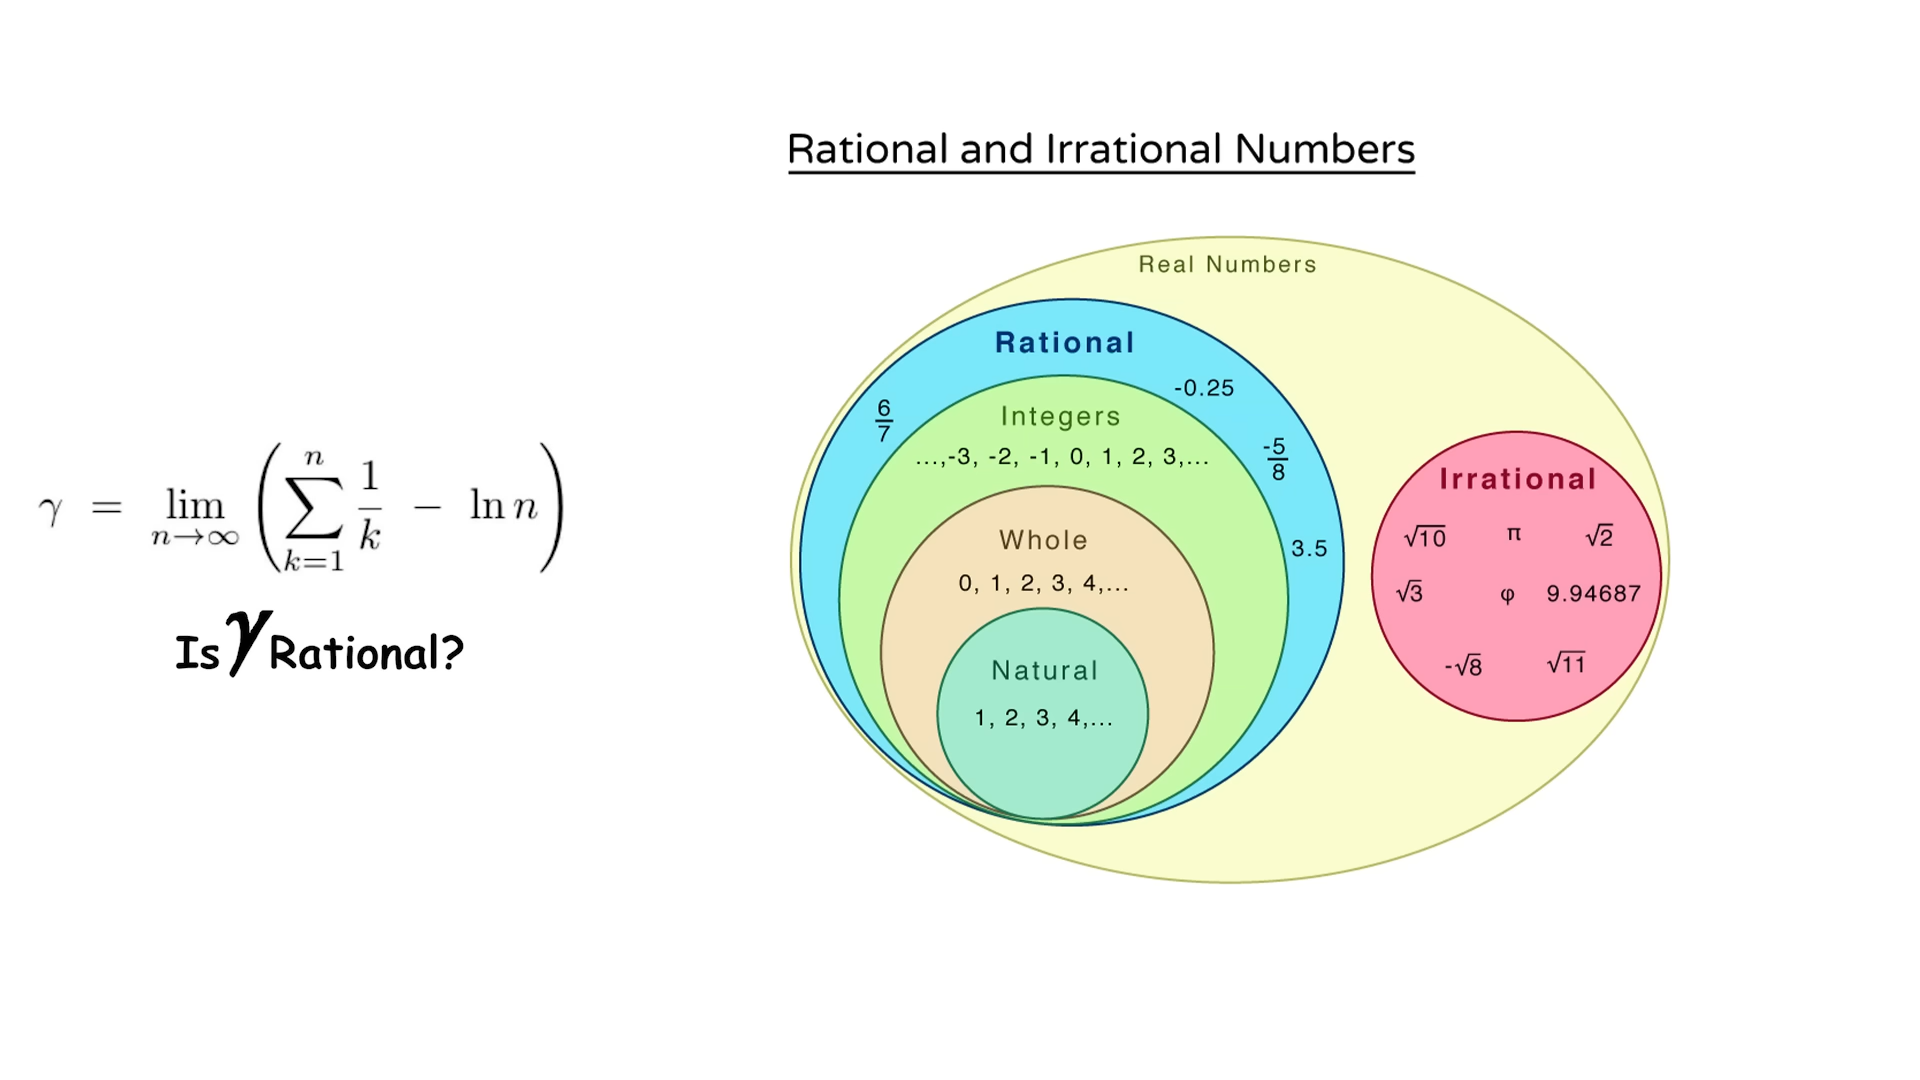 Rational and Irrational Numbers
Real Numbers
Rational
-0.25
6/7
Integers
-5/8
...,-3, -2, -1, 0, 1, 2, 3,...
3.5
Whole
0, 1, 2, 3, 4,...
Natural
1, 2, 3, 4,...
Irrational
√10 π √2
√3 φ 9.94687
-√8 √11
γ = lim n→∞ ( ∑ k=1 n 1/k − ln n )
Is γ Rational?